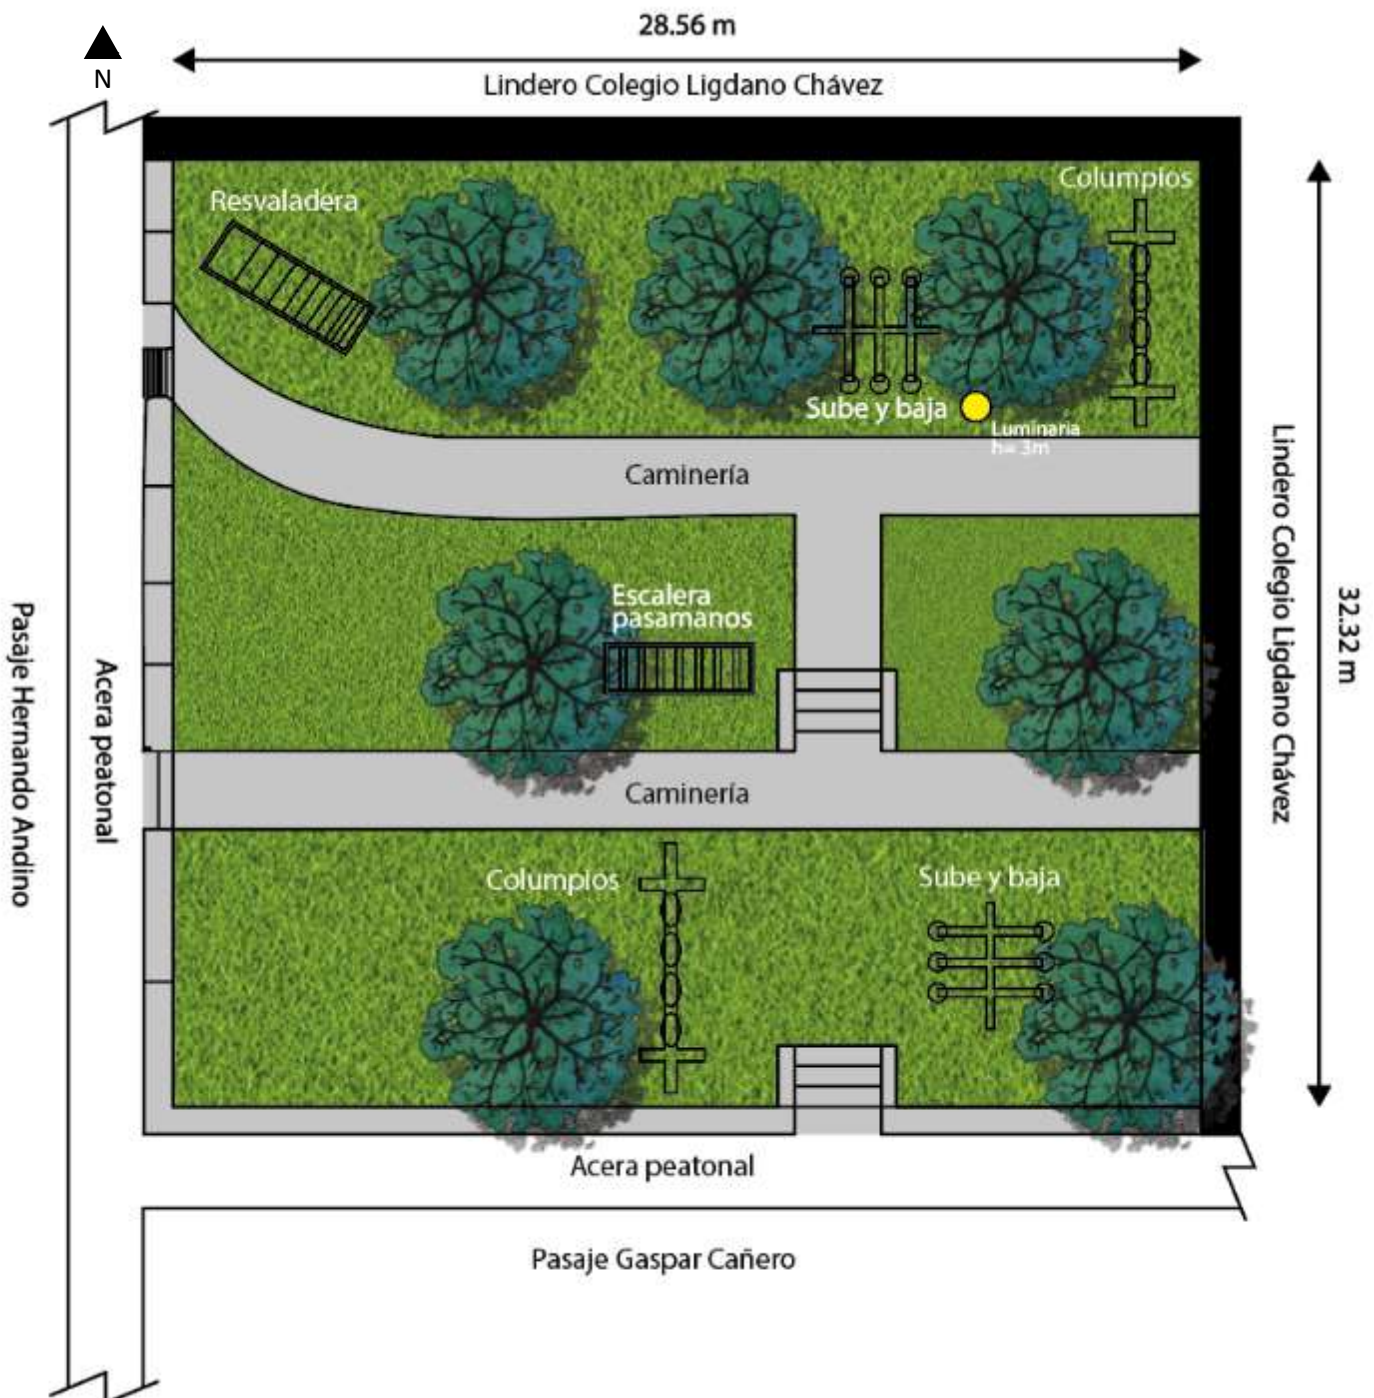 28.56 m
N
Lindero Colegio Ligdano Chávez
Columpios
Resvaladera
Sube y baja
Luminaria
h= 3m
Caminería
Lindero Colegio Ligdano Chávez
32.32 m
Escalera
pasamanos
Pasaje Hernando Andino
Acera peatonal
Caminería
Columpios
Sube y baja
Acera peatonal
Pasaje Gaspar Cañero